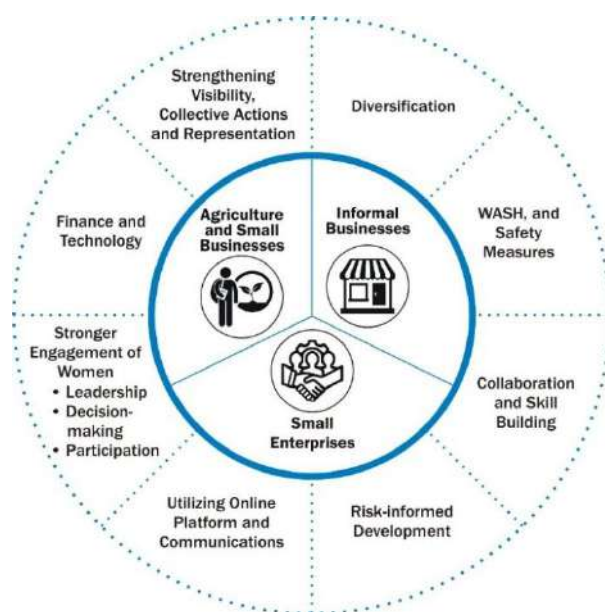 Strengthening
Visibility,
Collective Actions
and Representation
Diversification
Finance and
Technology
Agriculture
and Small
Businesses
Informal
Businesses
WASH, and
Safety
Measures
Stronger
Engagement of
Women
• Leadership
• Decision-
making
• Participation
Small
Enterprises
Collaboration
and Skill
Building
Utilizing Online
Platform and
Communications
Risk-informed
Development